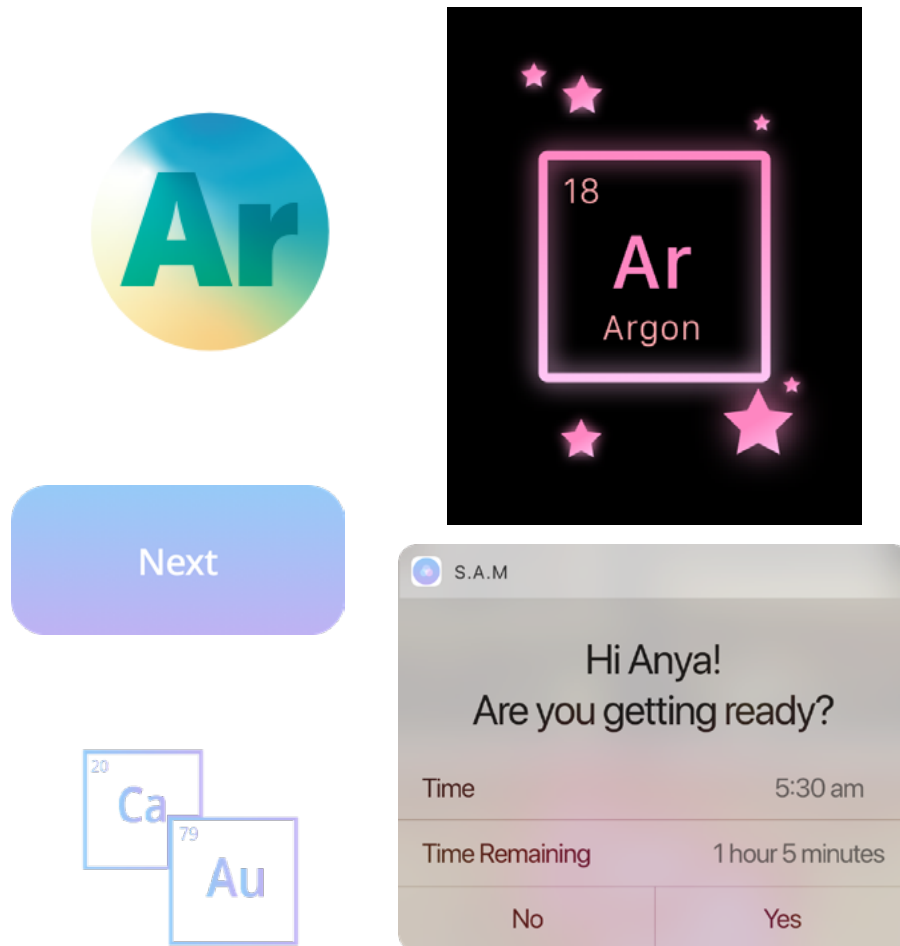 Ar
18
Ar
Argon
Next
S.A.M
Hi Anya!
Are you getting ready?
Time 5:30 am
Time Remaining 1 hour 5 minutes
No Yes
20
Ca
79
Au